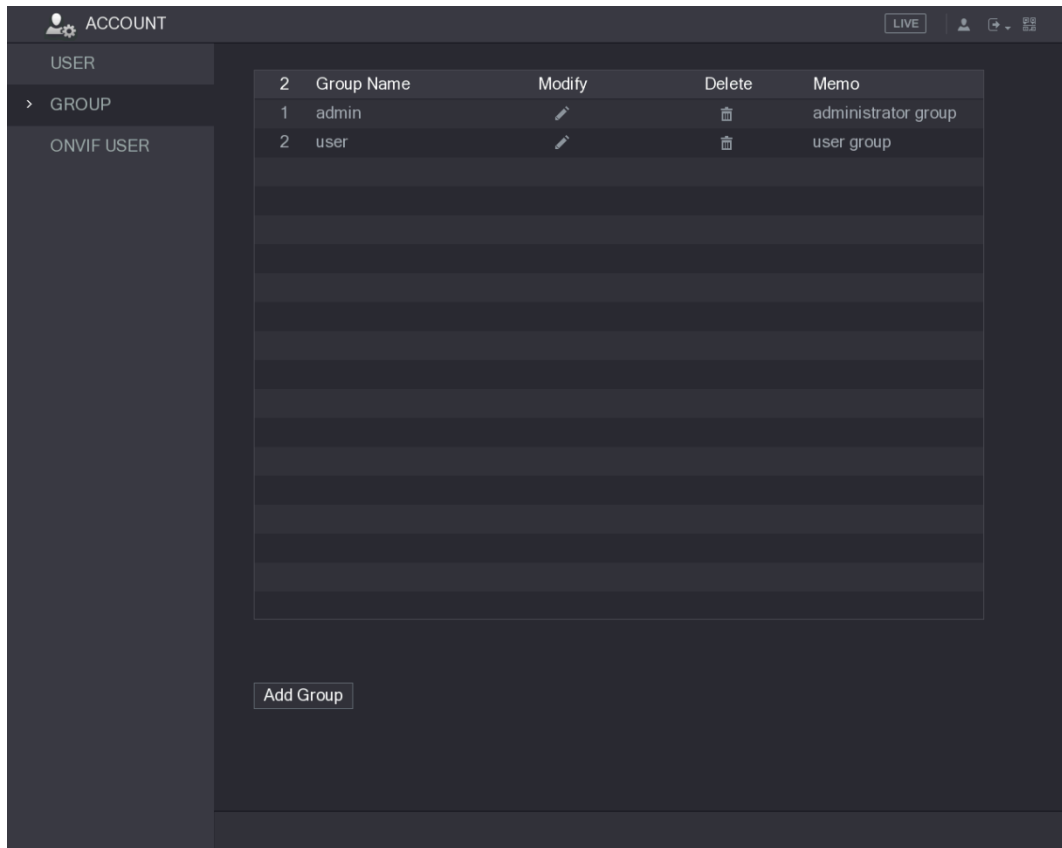 ACCOUNT LIVE
USER
GROUP
ONVIF USER
2 Group Name Modify Delete Memo
1 admin administrator group
2 user user group
Add Group